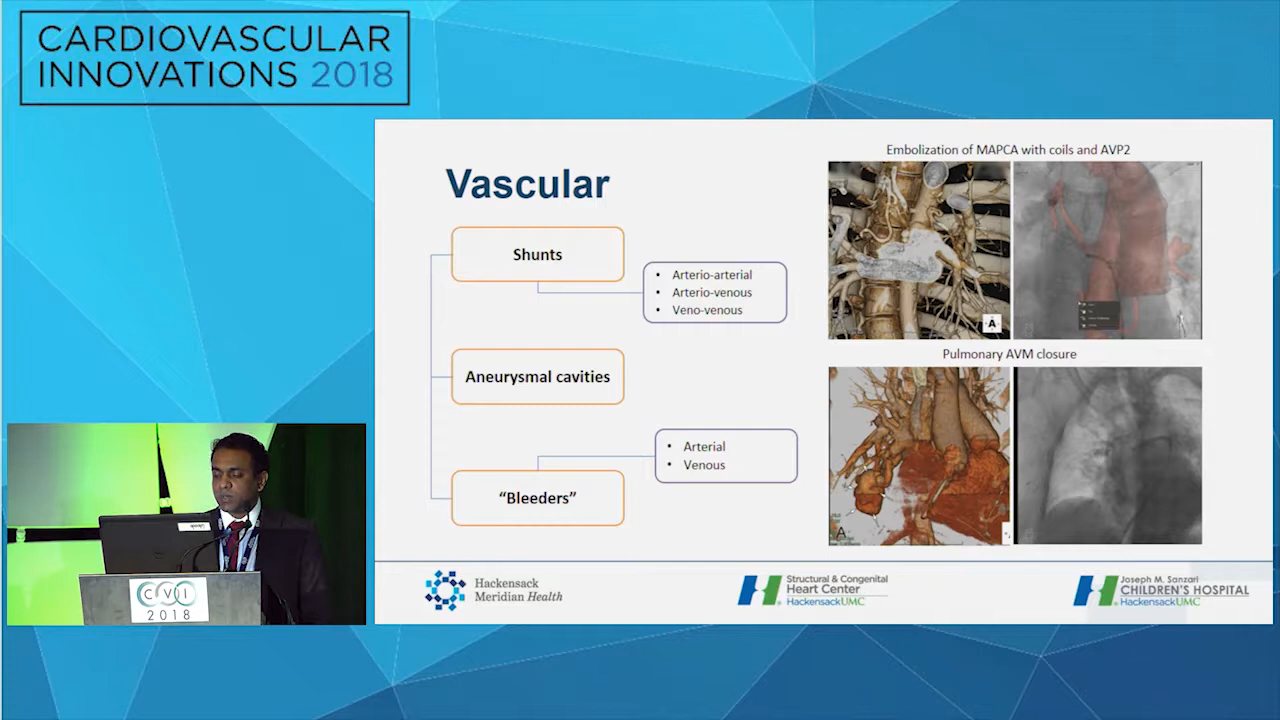 CARDIOVASCULAR
INNOVATIONS 2018
Vascular
Shunts
• Arterio-arterial
• Arterio-venous
• Veno-venous
Aneurysmal cavities
• Arterial
• Venous
“Bleeders”
Embolization of MAPCA with coils and AVP2
A
Pulmonary AVM closure
A
Hackensack
Meridian Health
Structural & Congenital
Heart Center
HackensackUMC
Joseph M. Sanzari
CHILDREN'S HOSPITAL
HackensackUMC
CVI
2018